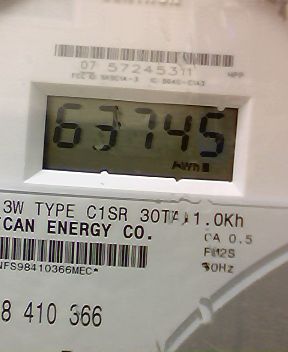 07 57245311
NPP
63745
KWH
3W TYPE C1SR 30TA 1.0Kh
CAN ENERGY CO.
CA 0.5
FM2S
60Hz
NFS98410366MEC*
8 410 366